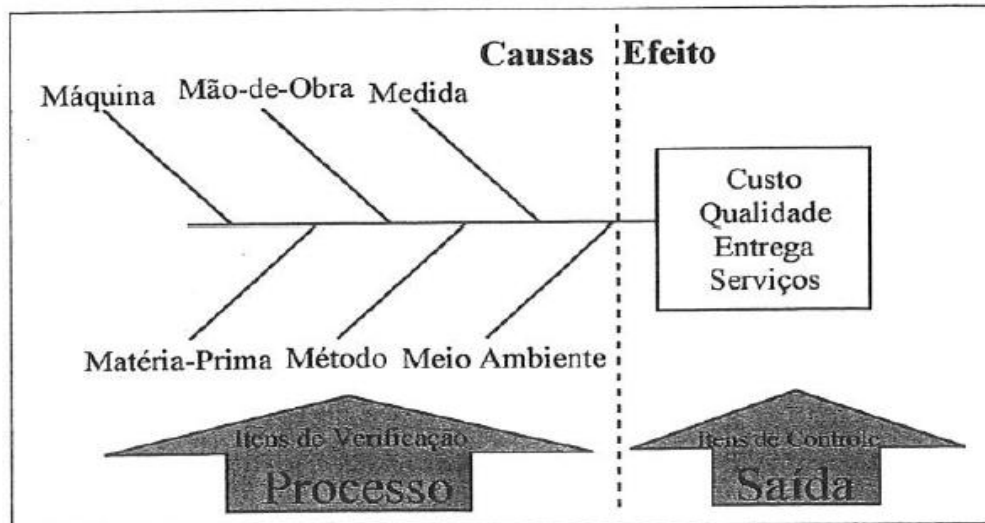 Causas Efeito
Máquina Mão-de-Obra Medida
Custo
Qualidade
Entrega
Serviços
Matéria-Prima Método Meio Ambiente
Itens de Verificação
Processo
Itens de Controle
Saída